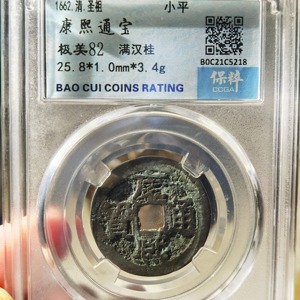 1662.清.圣祖 小平
康熙通宝
极美82 满汉桂
25.8*1.0mm*3.4g
BAO CUI COINS RATING
B0C21C5218
保粹
COSA